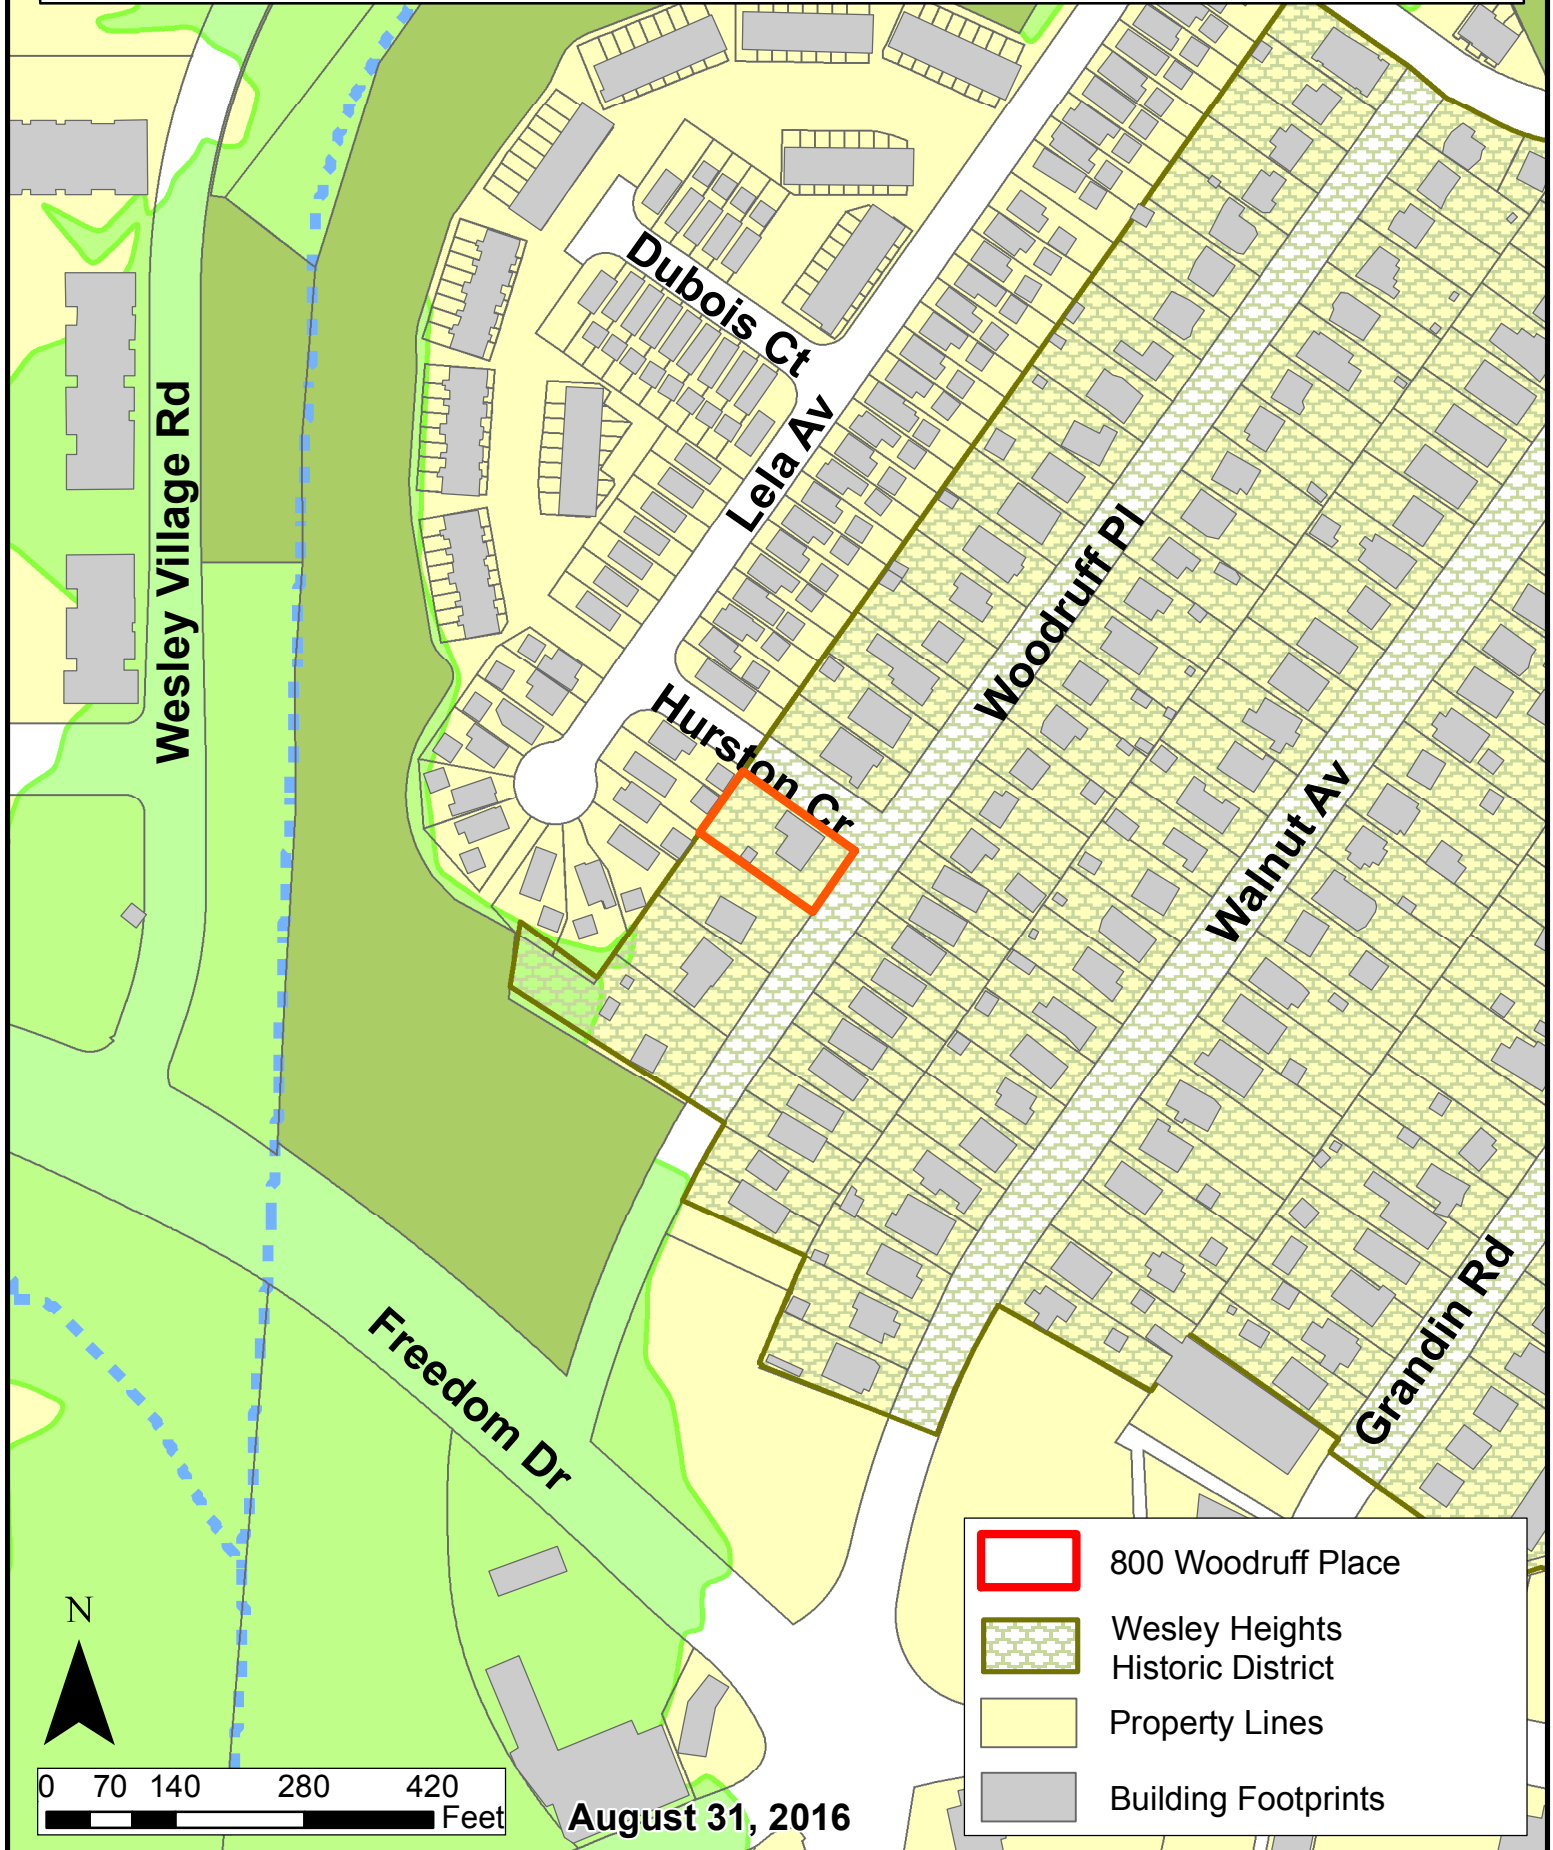 Dubois Ct
Lela Av
Wesley Village Rd
Woodruff Pl
Hurston Cr
Walnut Av
Grandin Rd
Freedom Dr
N
0 70 140 280 420
Feet
August 31, 2016
800 Woodruff Place
Wesley Heights
Historic District
Property Lines
Building Footprints